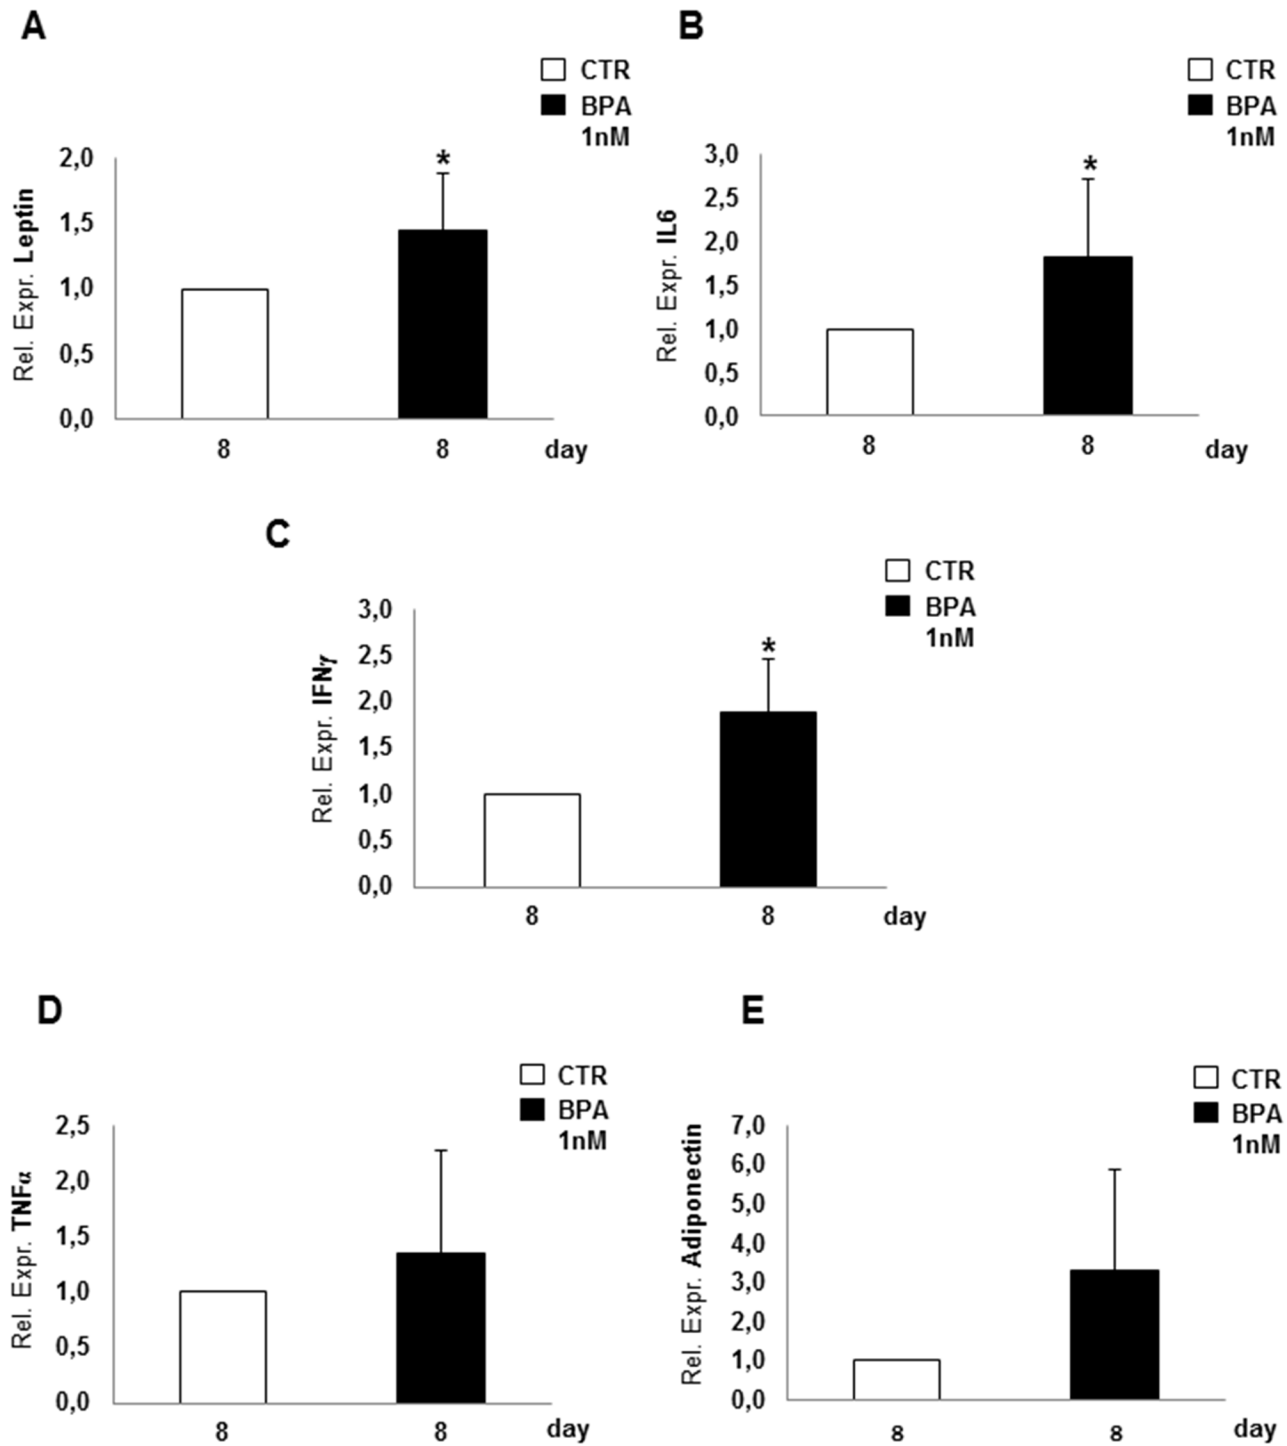 A
CTR
BPA
1nM
Rel. Expr. Leptin
2,0
1,5
1,0
0,5
0,0
*
8
8
day
B
CTR
BPA
1nM
Rel. Expr. IL6
3,0
2,5
2,0
1,5
1,0
0,5
0,0
*
8
8
day
C
CTR
BPA
1nM
Rel. Expr. IFNγ
3,0
2,5
2,0
1,5
1,0
0,5
0,0
*
8
8
day
D
CTR
BPA
1nM
Rel. Expr. TNFα
2,5
2,0
1,5
1,0
0,5
0,0
8
8
day
E
CTR
BPA
1nM
Rel. Expr. Adiponectin
7,0
6,0
5,0
4,0
3,0
2,0
1,0
0,0
8
8
day